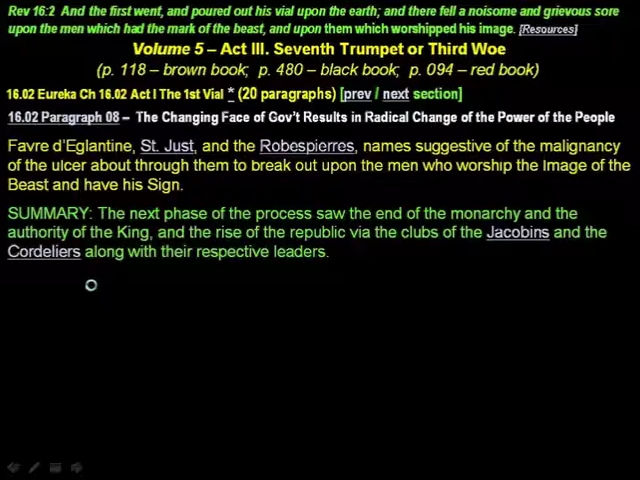 Rev 16:2 And the first went, and poured out his vial upon the earth; and there fell a noisome and grievous sore
upon the men which had the mark of the beast, and upon them which worshipped his image. [Resources]
Volume 5 – Act III. Seventh Trumpet or Third Woe
(p. 118 – brown book; p. 480 – black book; p. 094 – red book)
16.02 Eureka Ch 16.02 Act I The 1st Vial * (20 paragraphs) [prev / next section]
16.02 Paragraph 08 – The Changing Face of Gov’t Results in Radical Change of the Power of the People
Favre d’Eglantine, St. Just, and the Robespierres, names suggestive of the malignancy
of the ulcer about through them to break out upon the men who worship the Image of the
Beast and have his Sign.
SUMMARY: The next phase of the process saw the end of the monarchy and the
authority of the King, and the rise of the republic via the clubs of the Jacobins and the
Cordeliers along with their respective leaders.